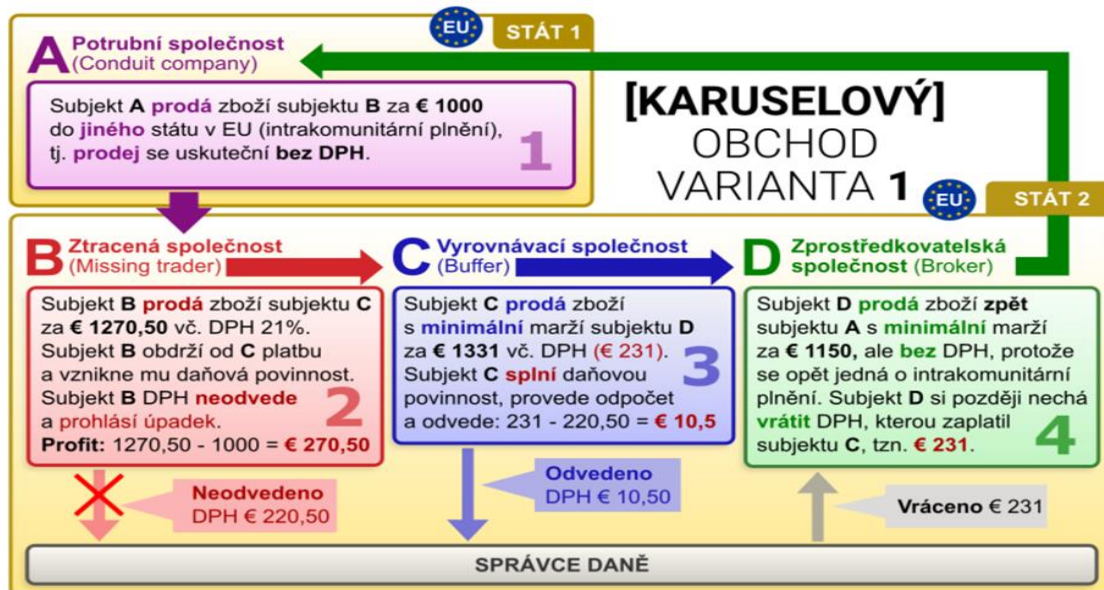 EU STÁT 1
A Potrubní společnost
(Conduit company)
Subjekt A prodá zboží subjektu B za € 1000
do jiného státu v EU (intrakomunitární plnění),
tj. prodej se uskuteční bez DPH.
1
[KARUSELOVÝ]
OBCHOD
VARIANTA 1
EU STÁT 2
B Ztracená společnost
(Missing trader)
Subjekt B prodá zboží subjektu C
za € 1270,50 vč. DPH 21%.
Subjekt B obdrží od C platbu
a vznikne mu daňová povinnost.
Subjekt B DPH neodvede
a prohlásí úpadek.
Profit: 1270,50 - 1000 = € 270,50
2
Neodvedeno
DPH € 220,50
C Vyrovnávací společnost
(Buffer)
Subjekt C prodá zboží
s minimální marží subjektu D
za € 1331 vč. DPH (€ 231).
Subjekt C splní daňovou
povinnost, provede odpočet
a odvede: 231 - 220,50 = € 10,5
3
Odvedeno
DPH € 10,50
D Zprostředkovatelská
společnost (Broker)
Subjekt D prodá zboží zpět
subjektu A s minimální marží
za € 1150, ale bez DPH, protože
se opět jedná o intrakomunitární
plnění. Subjekt D si později nechá
vrátit DPH, kterou zaplatil
subjektu C, tzn. € 231.
4
Vráceno € 231
SPRÁVCE DANĚ